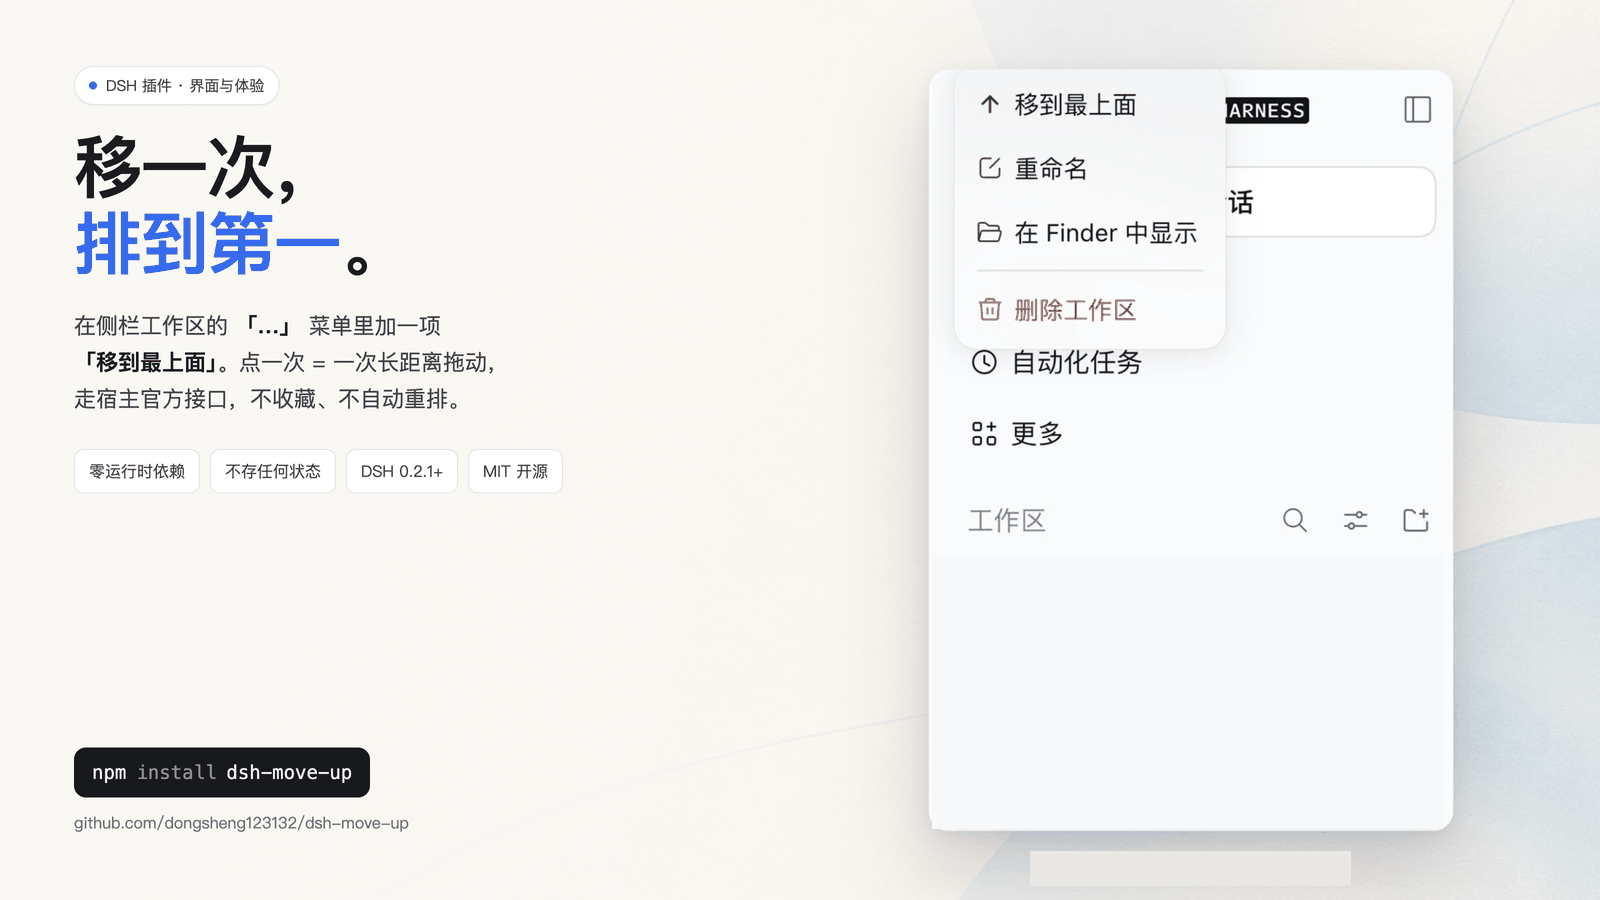 DSH 插件 · 界面与体验
移一次，
排到第一。
在侧栏工作区的 「…」 菜单里加一项
「移到最上面」。点一次 = 一次长距离拖动，
走宿主官方接口，不收藏、不自动重排。
零运行时依赖
不存任何状态
DSH 0.2.1+
MIT 开源
npm install dsh-move-up
github.com/dongsheng123132/dsh-move-up
移到最上面
ARNESS
重命名
话
在 Finder 中显示
删除工作区
自动化任务
更多
工作区